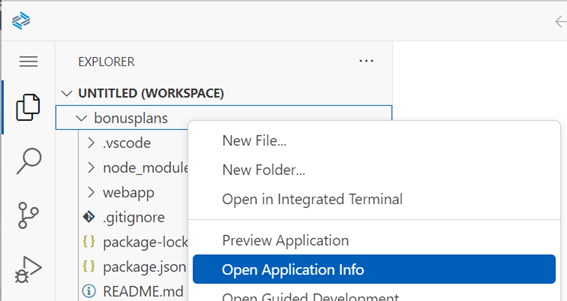 EXPLORER
UNTITLED (WORKSPACE)
bonusplans
.vscode
node_module
webapp
.gitignore
package-lock
package.json
README.md
New File...
New Folder...
Open in Integrated Terminal
Preview Application
Open Application Info
Open Guided Development